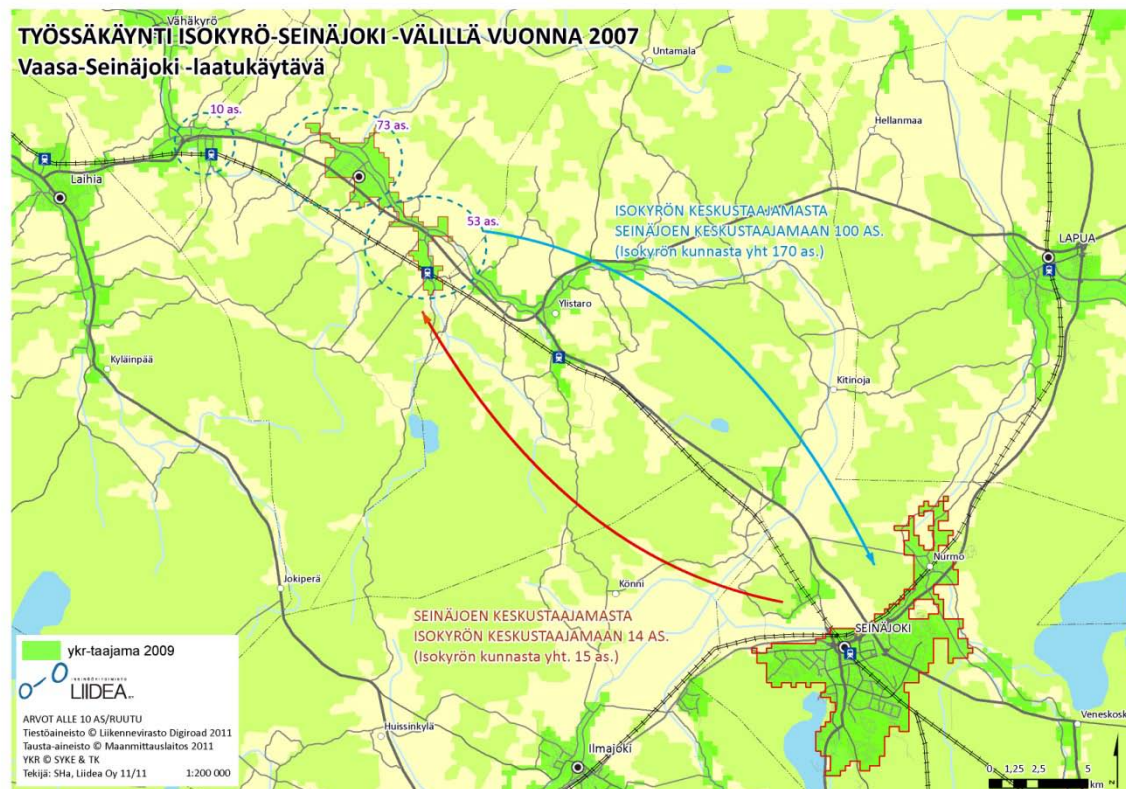 Vähäkyrö
TYÖSSÄKÄYNTI ISOKYRÖ-SEINÄJOKI -VÄLILLÄ VUONNA 2007
Vaasa-Seinäjoki -laatukäytävä
Untamala
10 as.
73 as.
Hellanmaa
Laihia
53 as.
ISOKYRÖN KESKUSTAAJAMASTA
SEINÄJOEN KESKUSTAAJAMAAN 100 AS.
(Isokyrön kunnasta yht 170 as.)
LAPUA
Ylistaro
Kyläinpää
Kitinoja
Nurmo
Jokiperä
Könni
SEINÄJOEN KESKUSTAAJAMASTA
ISOKYRÖN KESKUSTAAJAMAAN 14 AS.
(Isokyrön kunnasta yht. 15 as.)
SEINÄJOKI
Veneskoski
Huissinkylä
Ilmajoki
ykr-taajama 2009
INSINÖÖRITOIMISTO
LIIDEA OY
ARVOT ALLE 10 AS/RUUTU
Tiestöaineisto © Liikennevirasto Digiroad 2011
Tausta-aineisto © Maanmittauslaitos 2011
YKR © SYKE & TK
Tekijä: SHa, Liidea Oy 11/11 1:200 000
0 1,25 2,5 5
km
N